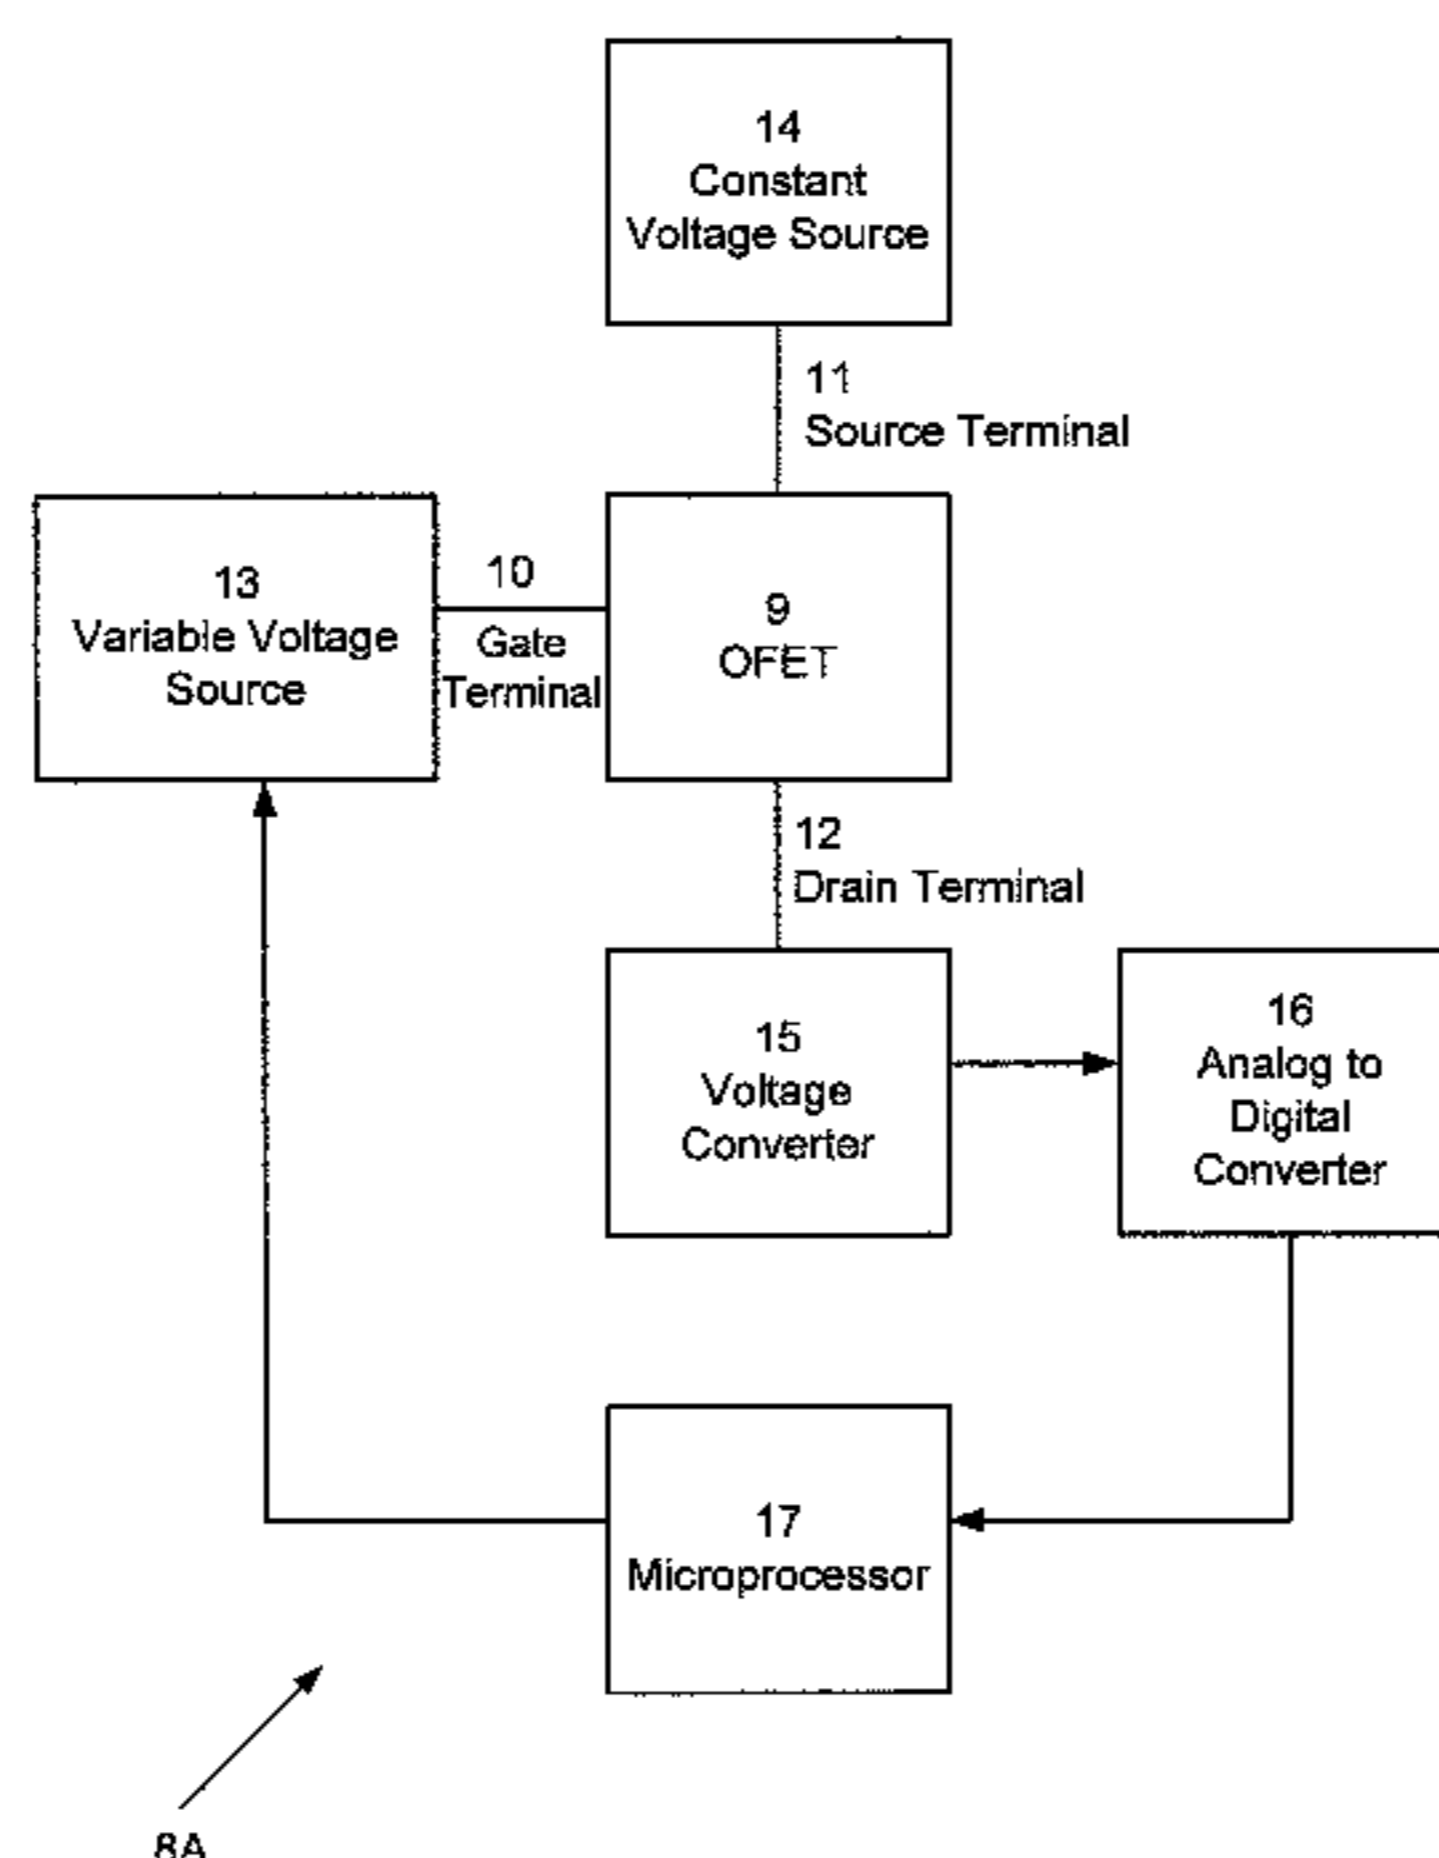 14
Constant
Voltage Source
11
Source Terminal
13
Variable Voltage
Source
10
Gate
Terminal
9
OFET
12
Drain Terminal
15
Voltage
Converter
16
Analog to
Digital
Converter
17
Microprocessor
8A